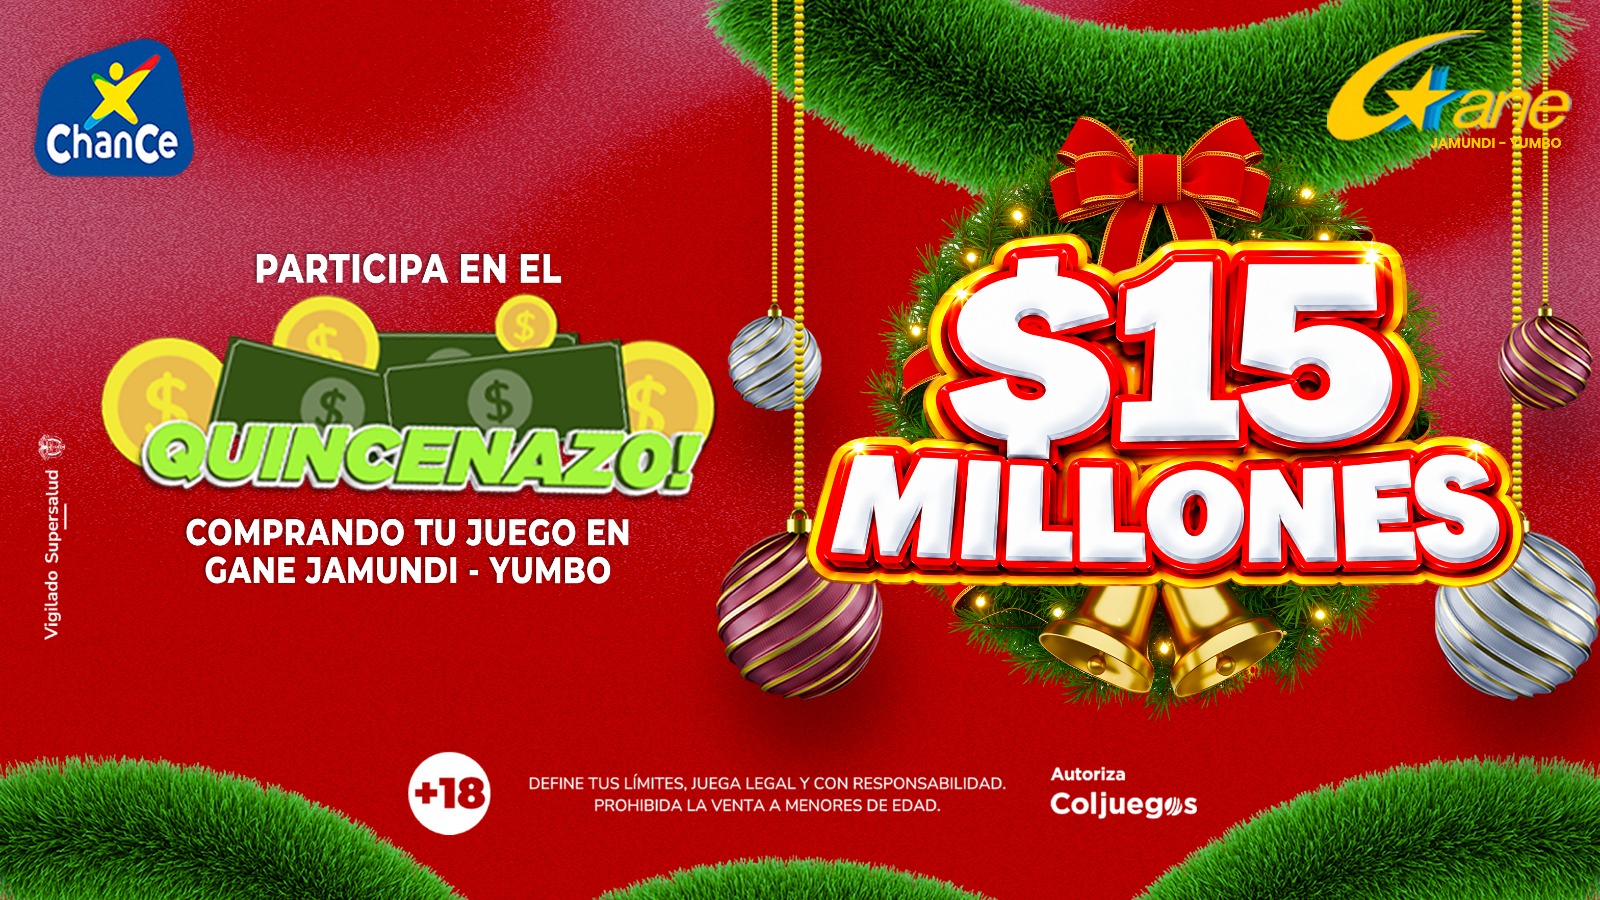 ChanCe
Gane
JAMUNDI - YUMBO
PARTICIPA EN EL
QUINCENAZO!
COMPRANDO TU JUEGO EN
GANE JAMUNDI - YUMBO
$15
MILLONES
Vigilado Supersalud
+18
DEFINE TUS LÍMITES, JUEGA LEGAL Y CON RESPONSABILIDAD.
PROHIBIDA LA VENTA A MENORES DE EDAD.
Autoriza
Coljuegos